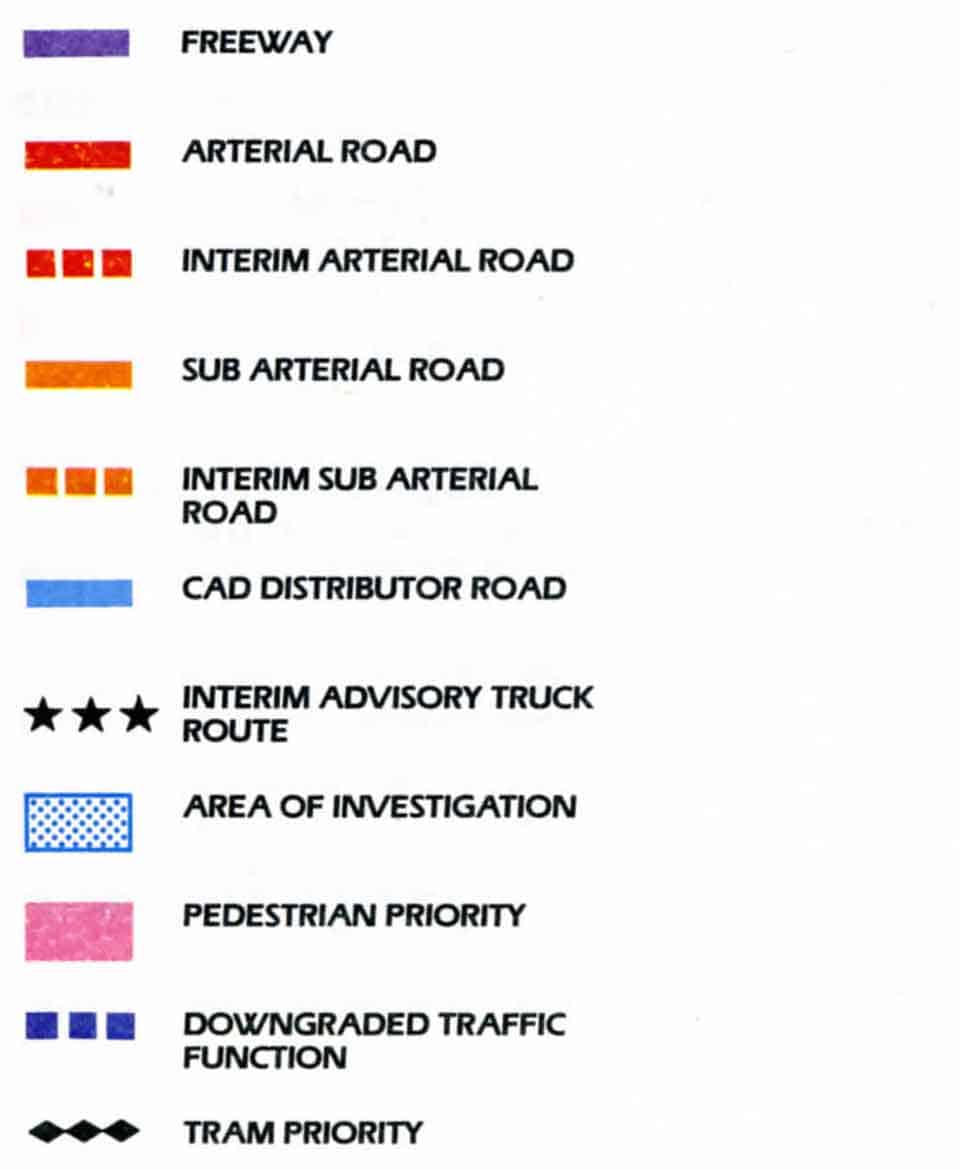 FREEWAY
ARTERIAL ROAD
INTERIM ARTERIAL ROAD
SUB ARTERIAL ROAD
INTERIM SUB ARTERIAL
ROAD
CAD DISTRIBUTOR ROAD
INTERIM ADVISORY TRUCK
ROUTE
AREA OF INVESTIGATION
PEDESTRIAN PRIORITY
DOWNGRADED TRAFFIC
FUNCTION
TRAM PRIORITY